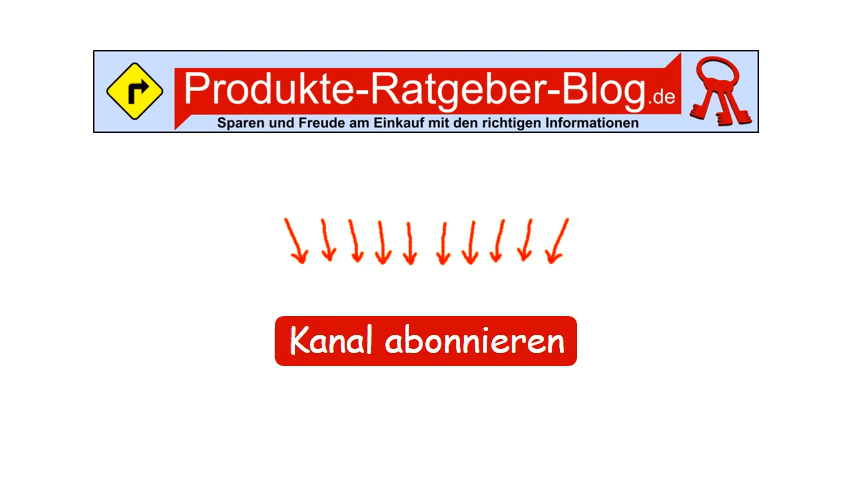 Produkte-Ratgeber-Blog.de
Sparen und Freude am Einkauf mit den richtigen Informationen
Kanal abonnieren